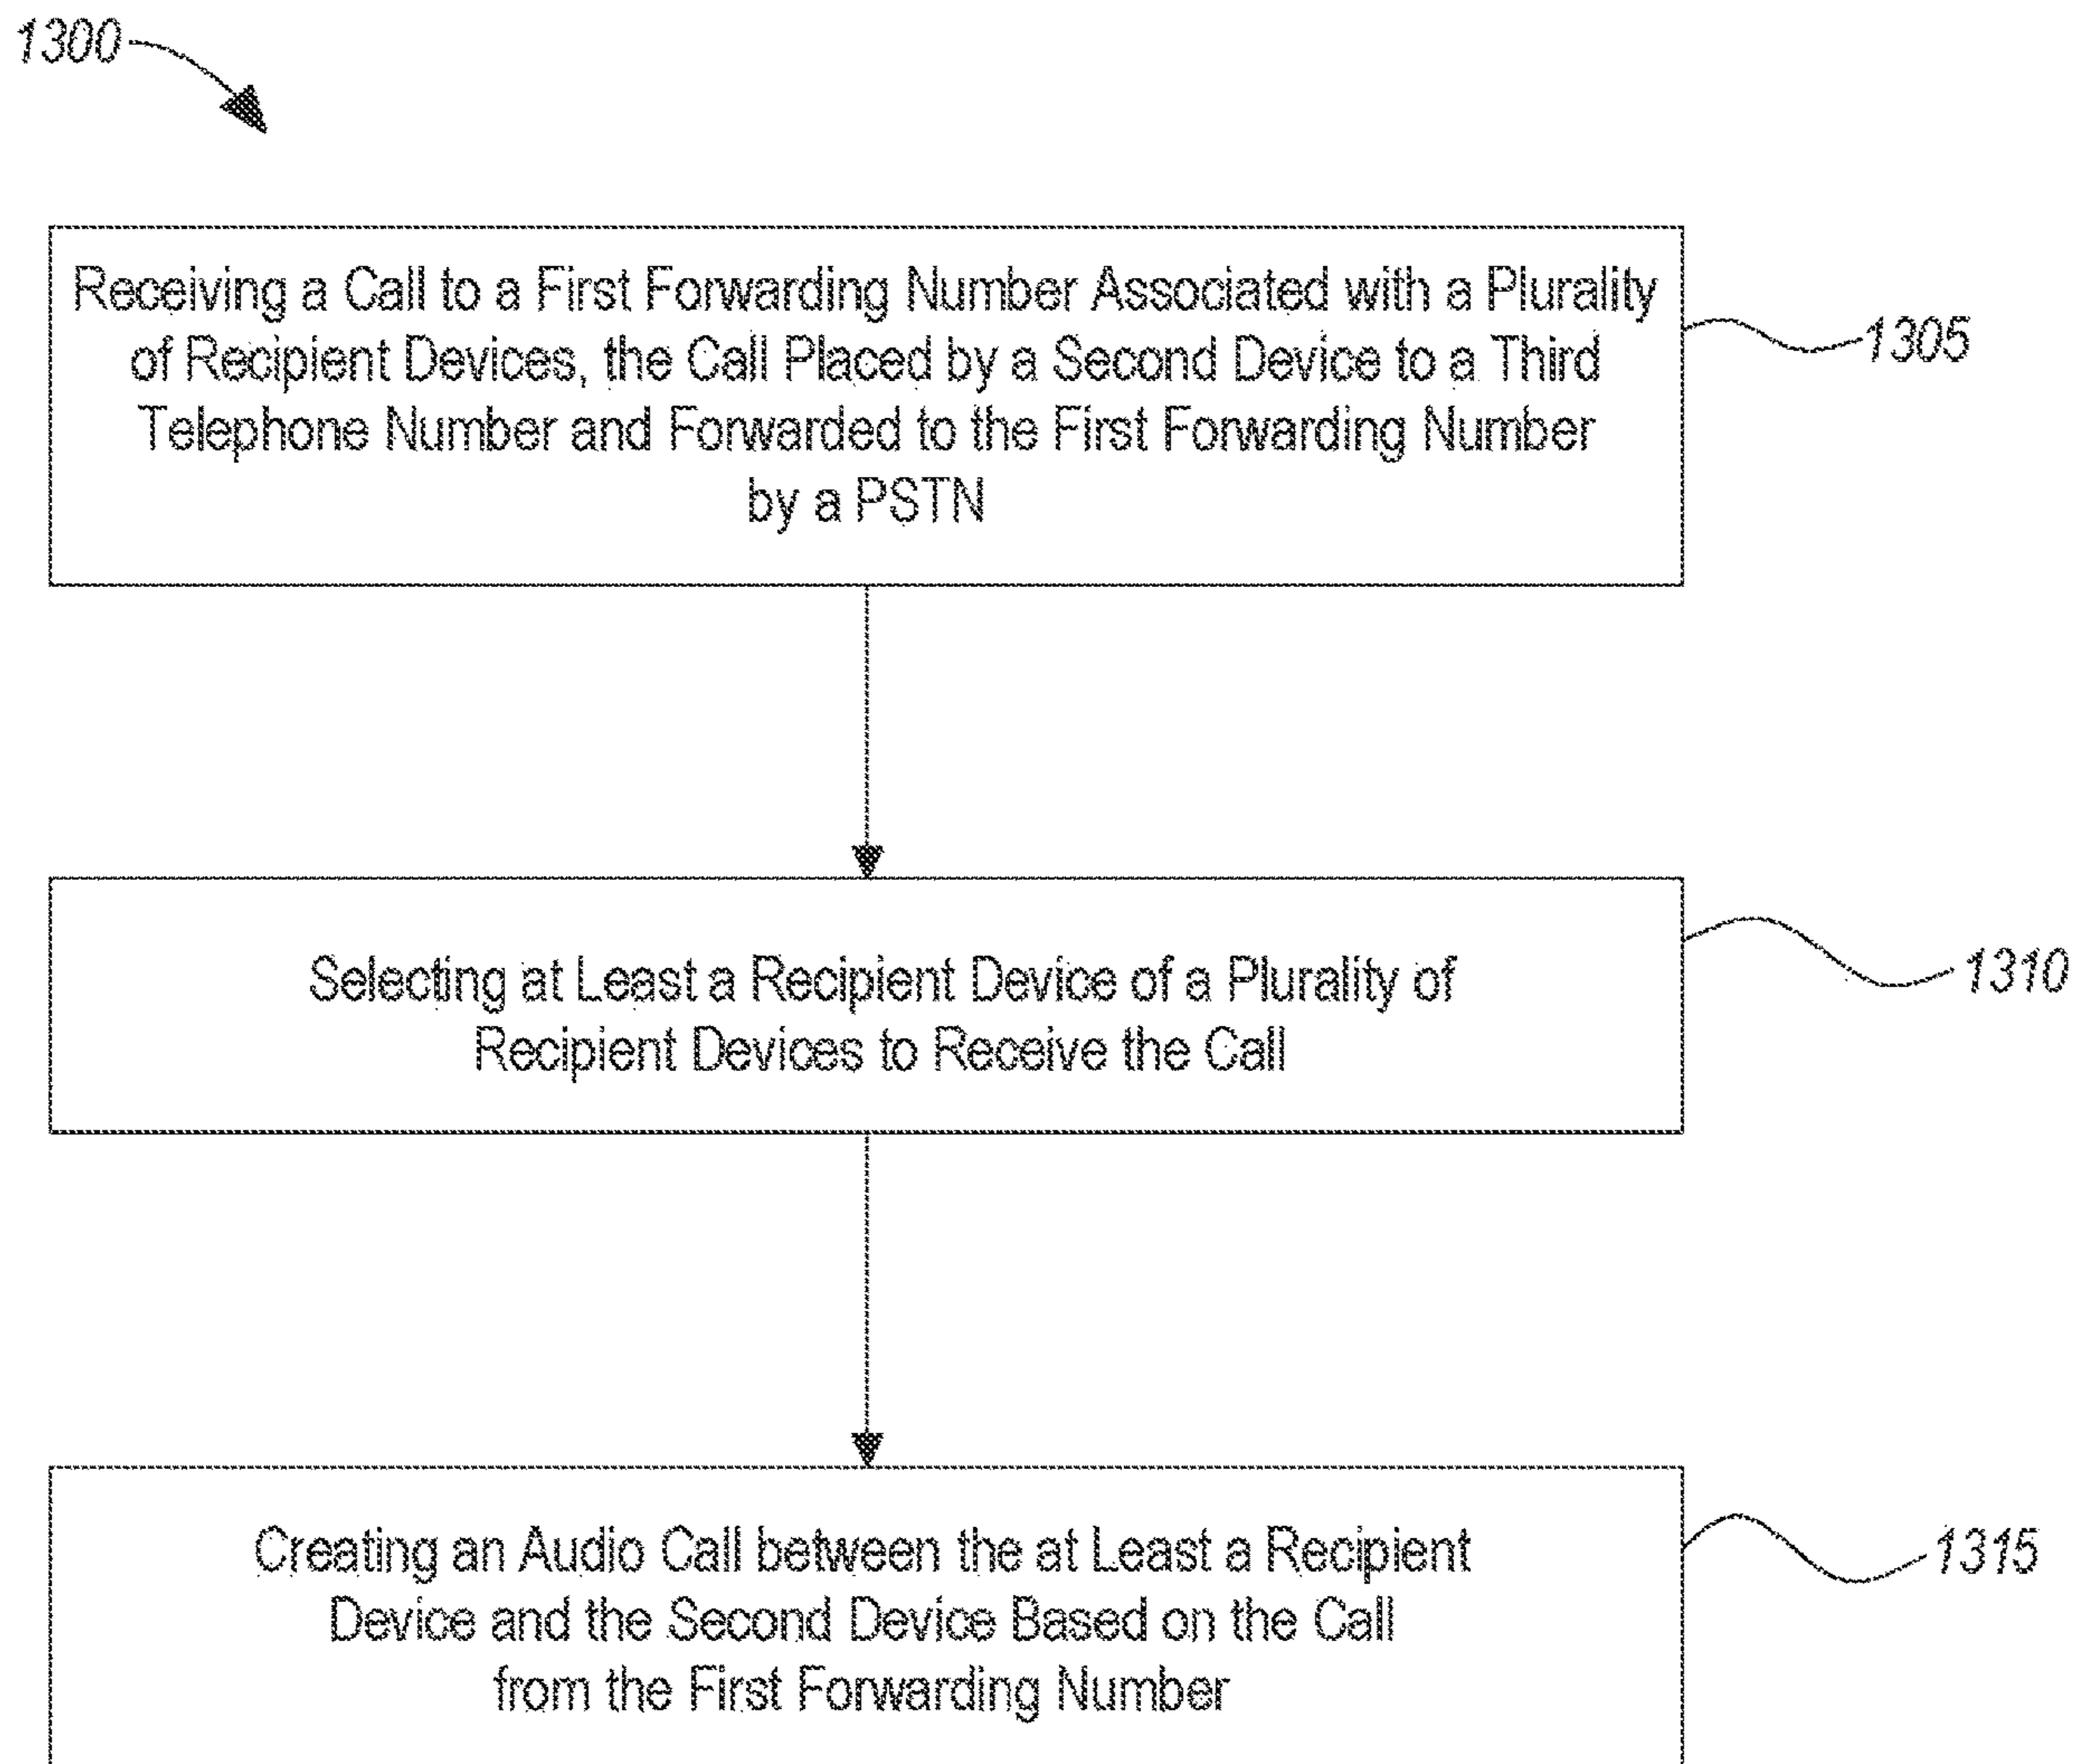 1300
Receiving a Call to a First Forwarding Number Associated with a Plurality
of Recipient Devices, the Call Placed by a Second Device to a Third
Telephone Number and Forwarded to the First Forwarding Number
by a PSTN
1305
Selecting at Least a Recipient Device of a Plurality of
Recipient Devices to Receive the Call
1310
Creating an Audio Call between the at Least a Recipient
Device and the Second Device Based on the Call
from the First Forwarding Number
1315